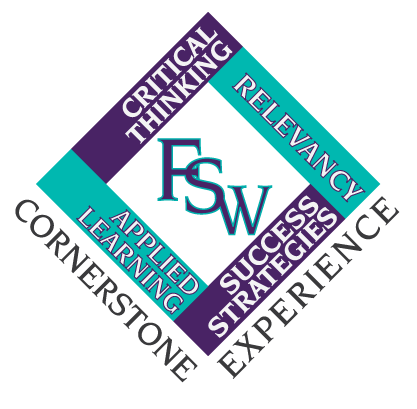 CRITICAL
THINKING
RELEVANCY
FSW
APPLIED
LEARNING
SUCCESS
STRATEGIES
CORNERSTONE
EXPERIENCE